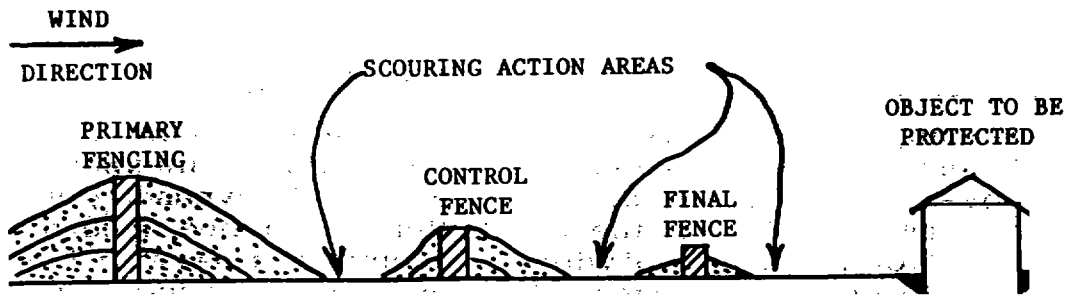 WIND
DIRECTION
SCOURING ACTION AREAS
PRIMARY
FENCING
CONTROL
FENCE
FINAL
FENCE
OBJECT TO BE
PROTECTED